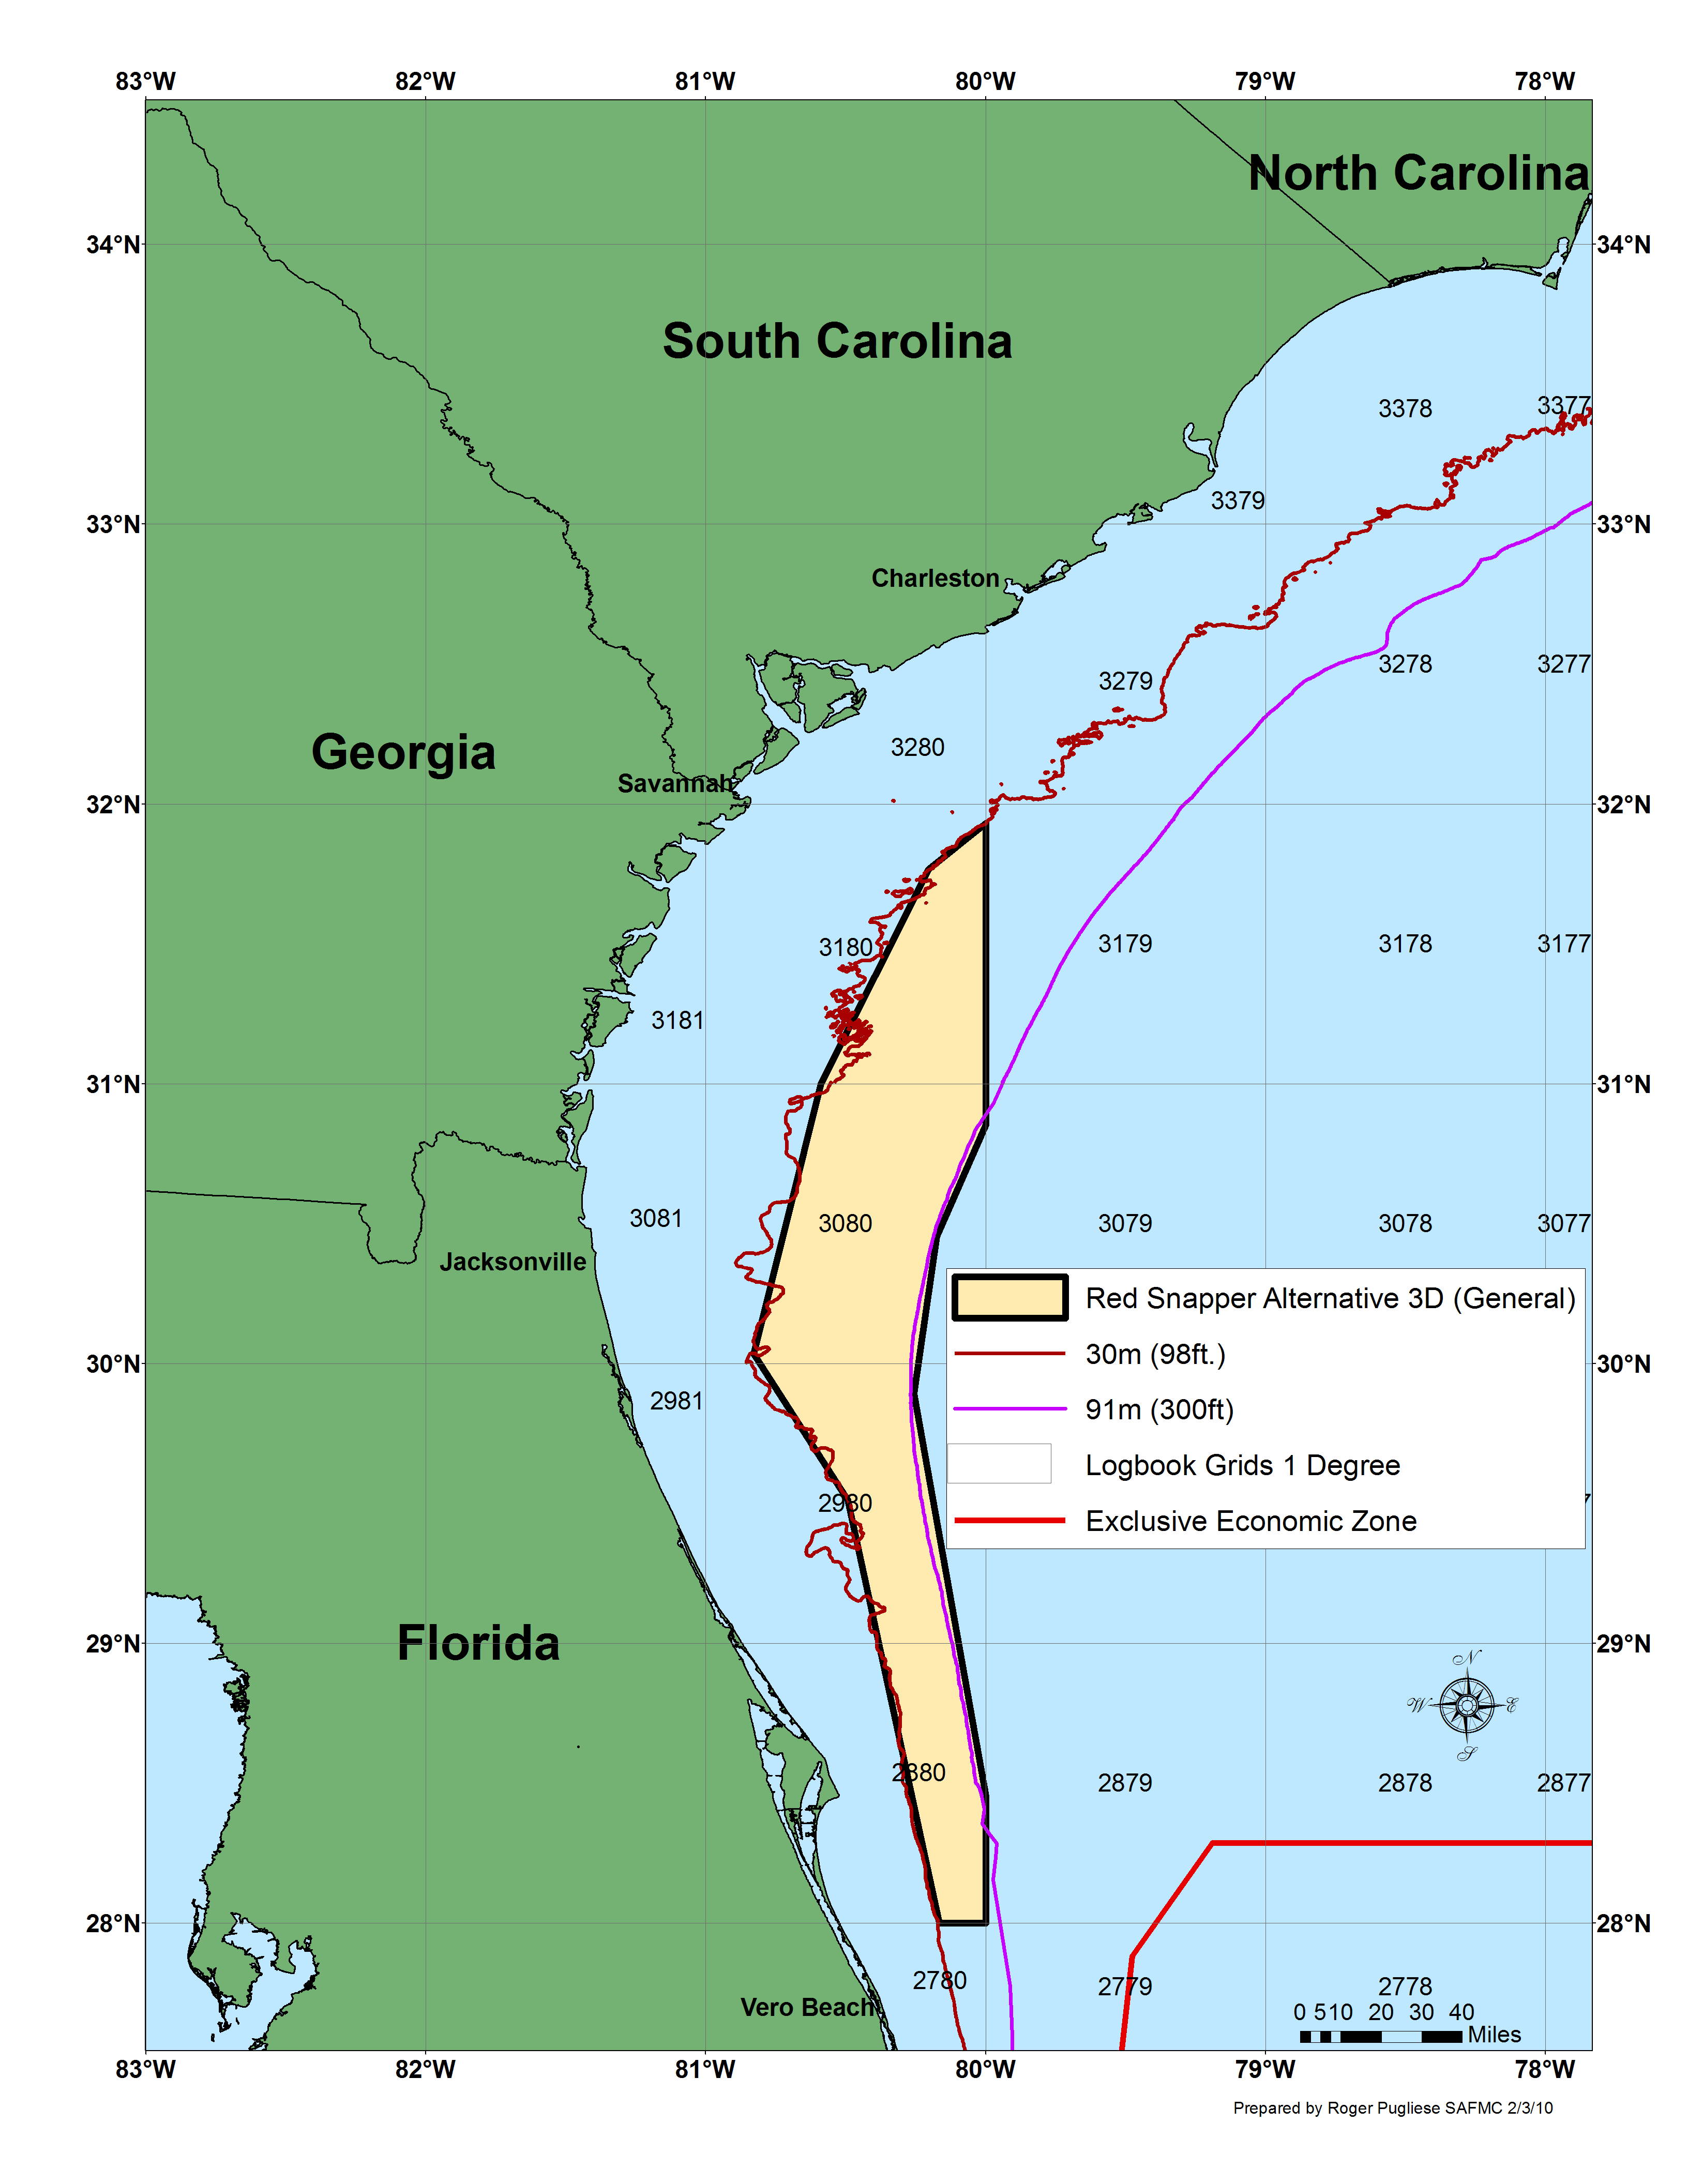 83°W 82°W 81°W 80°W 79°W 78°W
North Carolina
34°N 34°N
South Carolina
3378 3377
3379
33°N 33°N
Charleston
3278 3277
3279
Georgia 3280
Savannah
32°N 32°N
3180 3179 3178 3177
3181
31°N 31°N
3081 3080 3079 3078 3077
Jacksonville
Red Snapper Alternative 3D (General)
30m (98ft.)
30°N 30°N
2981 91m (300ft)
Logbook Grids 1 Degree
2980
Exclusive Economic Zone
Florida
29°N 29°N
N
W E
S
2880 2879 2878 2877
28°N 28°N
2780 2779 2778
Vero Beach
0 5 10 20 30 40
Miles
83°W 82°W 81°W 80°W 79°W 78°W
Prepared by Roger Pugliese SAFMC 2/3/10